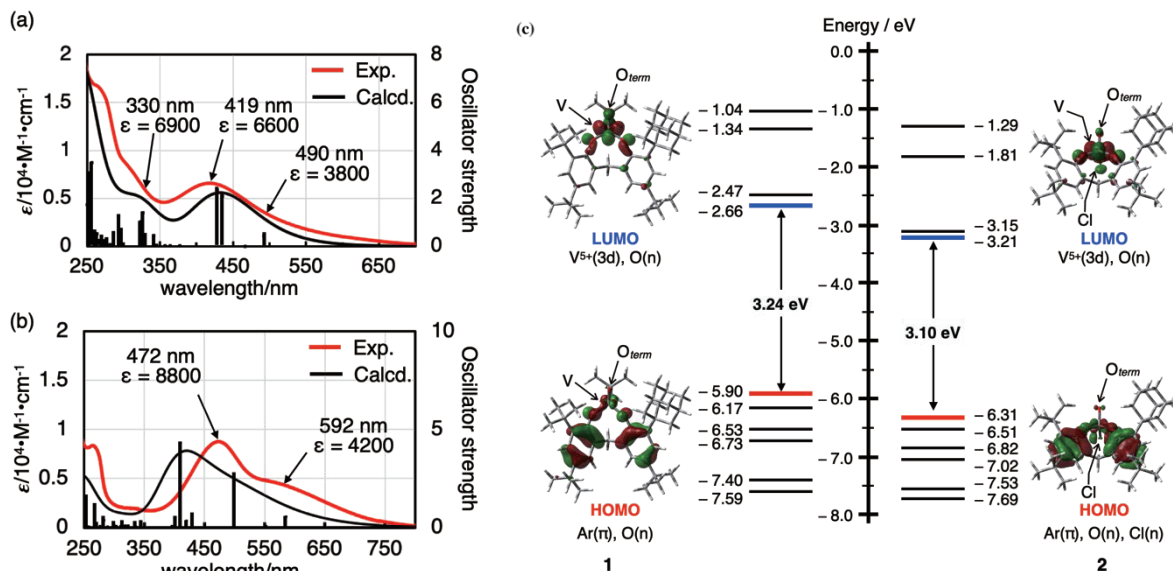 (a)
2
1.5
1
0.5
0
ε/10⁴•M⁻¹•cm⁻¹
8
6
4
2
0
Oscillator strength
Exp.
Calcd.
330 nm
ε = 6900
419 nm
ε = 6600
490 nm
ε = 3800
250 350 450 550 650
wavelength/nm
(b)
2
1.5
1
0.5
0
ε/10⁴•M⁻¹•cm⁻¹
10
5
0
Oscillator strength
Exp.
Calcd.
472 nm
ε = 8800
592 nm
ε = 4200
250 350 450 550 650 750
wavelength/nm
(c)
Energy / eV
0.0
– 1.0
– 2.0
– 3.0
– 4.0
– 5.0
– 6.0
– 7.0
– 8.0
Oterm
V
LUMO
V⁵⁺(3d), O(n)
– 1.04
– 1.34
– 2.47
– 2.66
3.24 eV
Oterm
V
HOMO
Ar(π), O(n)
1
– 5.90
– 6.17
– 6.53
– 6.73
– 7.40
– 7.59
– 1.29
– 1.81
– 3.15
– 3.21
Oterm
V
Cl
LUMO
V⁵⁺(3d), O(n)
3.10 eV
– 6.31
– 6.51
– 6.82
– 7.02
– 7.53
– 7.69
Oterm
Cl
HOMO
Ar(π), O(n), Cl(n)
2